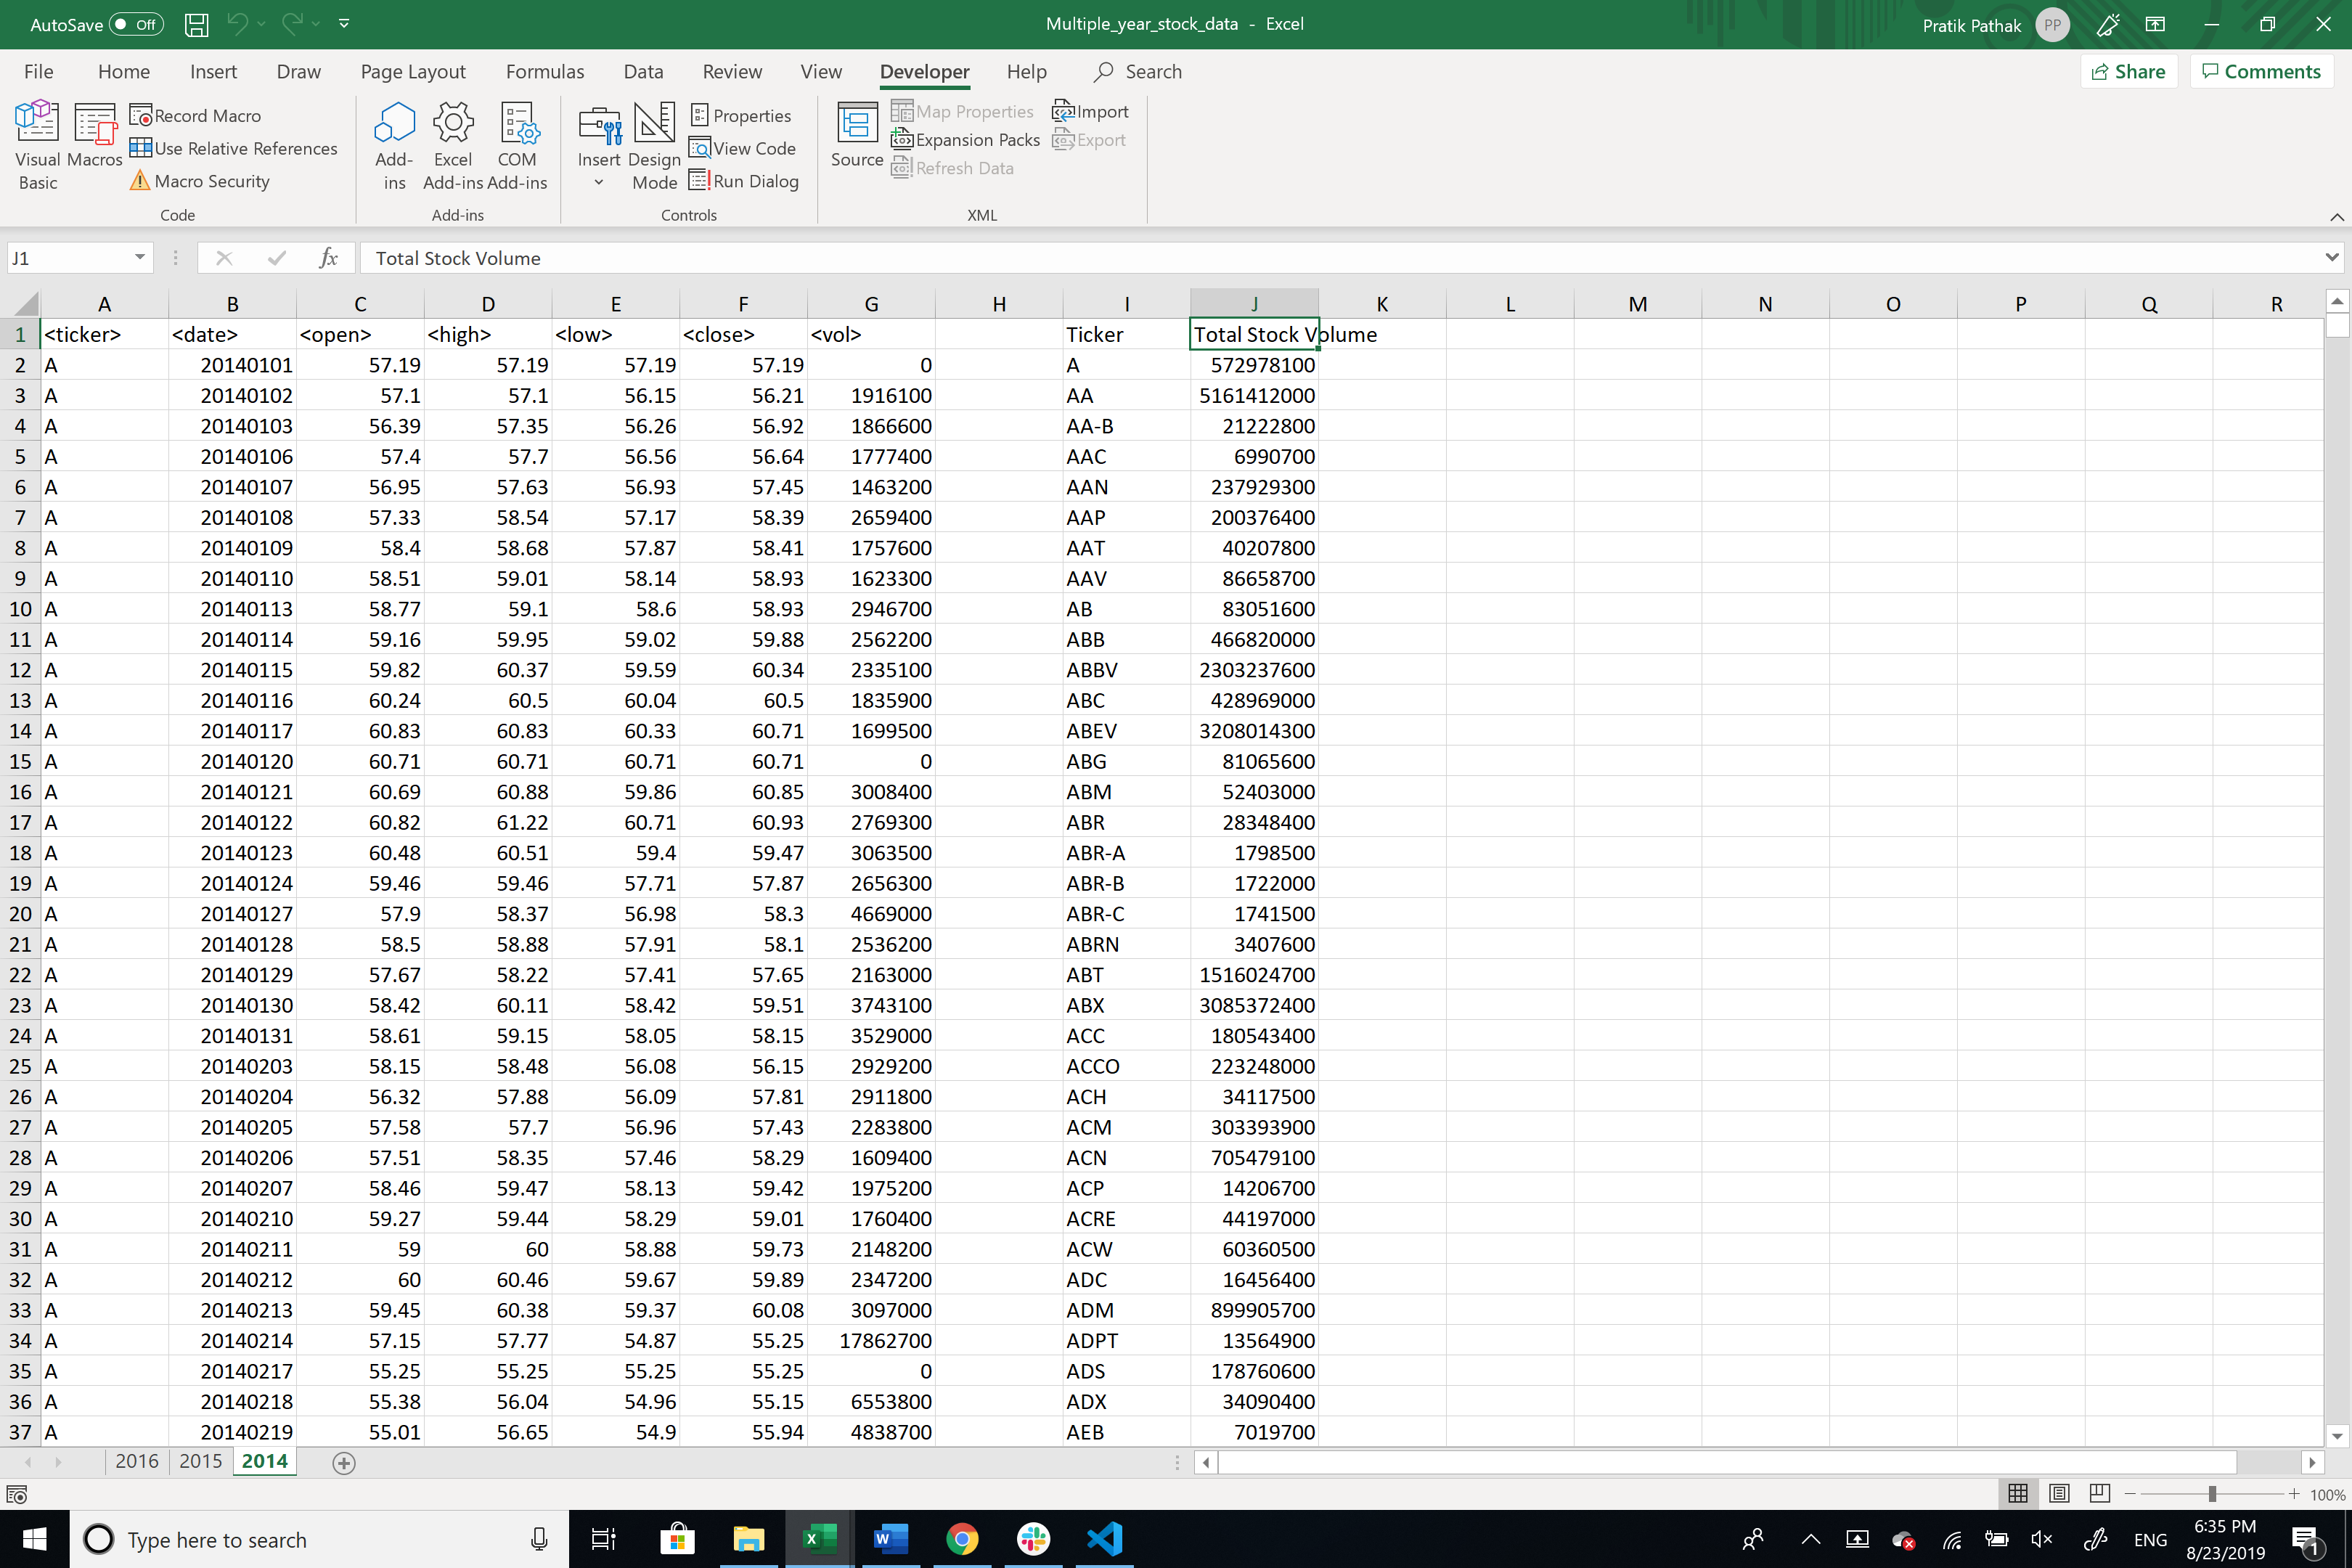 AutoSave Off Multiple_year_stock_data - Excel Pratik Pathak PP
File Home Insert Draw Page Layout Formulas Data Review View Developer Help Search Share Comments
Visual Basic
Macros
Record Macro
Use Relative References
Macro Security
Code
Add-ins
Excel Add-ins
COM Add-ins
Add-ins
Insert
Design Mode
Properties
View Code
Run Dialog
Controls
Source
Map Properties
Expansion Packs
Refresh Data
Import
Export
XML
J1 fx Total Stock Volume
A B C D E F G H I J K L M N O P Q R
1 <ticker> <date> <open> <high> <low> <close> <vol> Ticker Total Stock Volume
2 A 20140101 57.19 57.19 57.19 57.19 0 A 572978100
3 A 20140102 57.1 57.1 56.15 56.21 1916100 AA 5161412000
4 A 20140103 56.39 57.35 56.26 56.92 1866600 AA-B 21222800
5 A 20140106 57.4 57.7 56.56 56.64 1777400 AAC 6990700
6 A 20140107 56.95 57.63 56.93 57.45 1463200 AAN 237929300
7 A 20140108 57.33 58.54 57.17 58.39 2659400 AAP 200376400
8 A 20140109 58.4 58.68 57.87 58.41 1757600 AAT 40207800
9 A 20140110 58.51 59.01 58.14 58.93 1623300 AAV 86658700
10 A 20140113 58.77 59.1 58.6 58.93 2946700 AB 83051600
11 A 20140114 59.16 59.95 59.02 59.88 2562200 ABB 466820000
12 A 20140115 59.82 60.37 59.59 60.34 2335100 ABBV 2303237600
13 A 20140116 60.24 60.5 60.04 60.5 1835900 ABC 428969000
14 A 20140117 60.83 60.83 60.33 60.71 1699500 ABEV 3208014300
15 A 20140120 60.71 60.71 60.71 60.71 0 ABG 81065600
16 A 20140121 60.69 60.88 59.86 60.85 3008400 ABM 52403000
17 A 20140122 60.82 61.22 60.71 60.93 2769300 ABR 28348400
18 A 20140123 60.48 60.51 59.4 59.47 3063500 ABR-A 1798500
19 A 20140124 59.46 59.46 57.71 57.87 2656300 ABR-B 1722000
20 A 20140127 57.9 58.37 56.98 58.3 4669000 ABR-C 1741500
21 A 20140128 58.5 58.88 57.91 58.1 2536200 ABRN 3407600
22 A 20140129 57.67 58.22 57.41 57.65 2163000 ABT 1516024700
23 A 20140130 58.42 60.11 58.42 59.51 3743100 ABX 3085372400
24 A 20140131 58.61 59.15 58.05 58.15 3529000 ACC 180543400
25 A 20140203 58.15 58.48 56.08 56.15 2929200 ACCO 223248000
26 A 20140204 56.32 57.88 56.09 57.81 2911800 ACH 34117500
27 A 20140205 57.58 57.7 56.96 57.43 2283800 ACM 303393900
28 A 20140206 57.51 58.35 57.46 58.29 1609400 ACN 705479100
29 A 20140207 58.46 59.47 58.13 59.42 1975200 ACP 14206700
30 A 20140210 59.27 59.44 58.29 59.01 1760400 ACRE 44197000
31 A 20140211 59 60 58.88 59.73 2148200 ACW 60360500
32 A 20140212 60 60.46 59.67 59.89 2347200 ADC 16456400
33 A 20140213 59.45 60.38 59.37 60.08 3097000 ADM 899905700
34 A 20140214 57.15 57.77 54.87 55.25 17862700 ADPT 13564900
35 A 20140217 55.25 55.25 55.25 55.25 0 ADS 178760600
36 A 20140218 55.38 56.04 54.96 55.15 6553800 ADX 34090400
37 A 20140219 55.01 56.65 54.9 55.94 4838700 AEB 7019700
2016 2015 2014
100%
Type here to search ENG 6:35 PM 1
8/23/2019